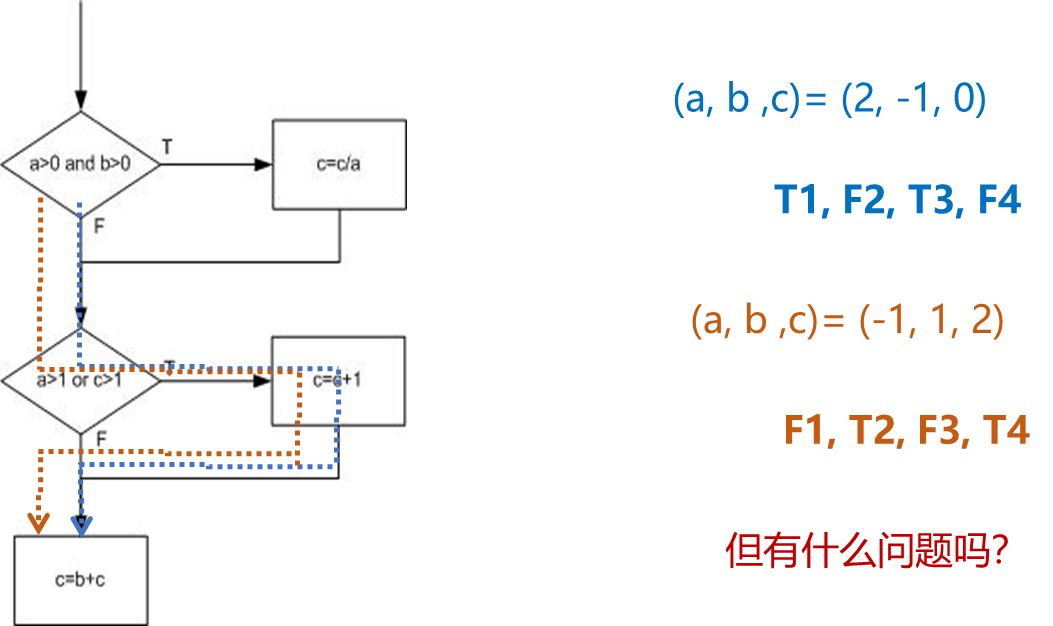 a>0 and b>0
T
c=c/a
F
a>1 or c>1
T
c=c+1
F
c=b+c
(a, b ,c)= (2, -1, 0)
T1, F2, T3, F4
(a, b ,c)= (-1, 1, 2)
F1, T2, F3, T4
但有什么问题吗?